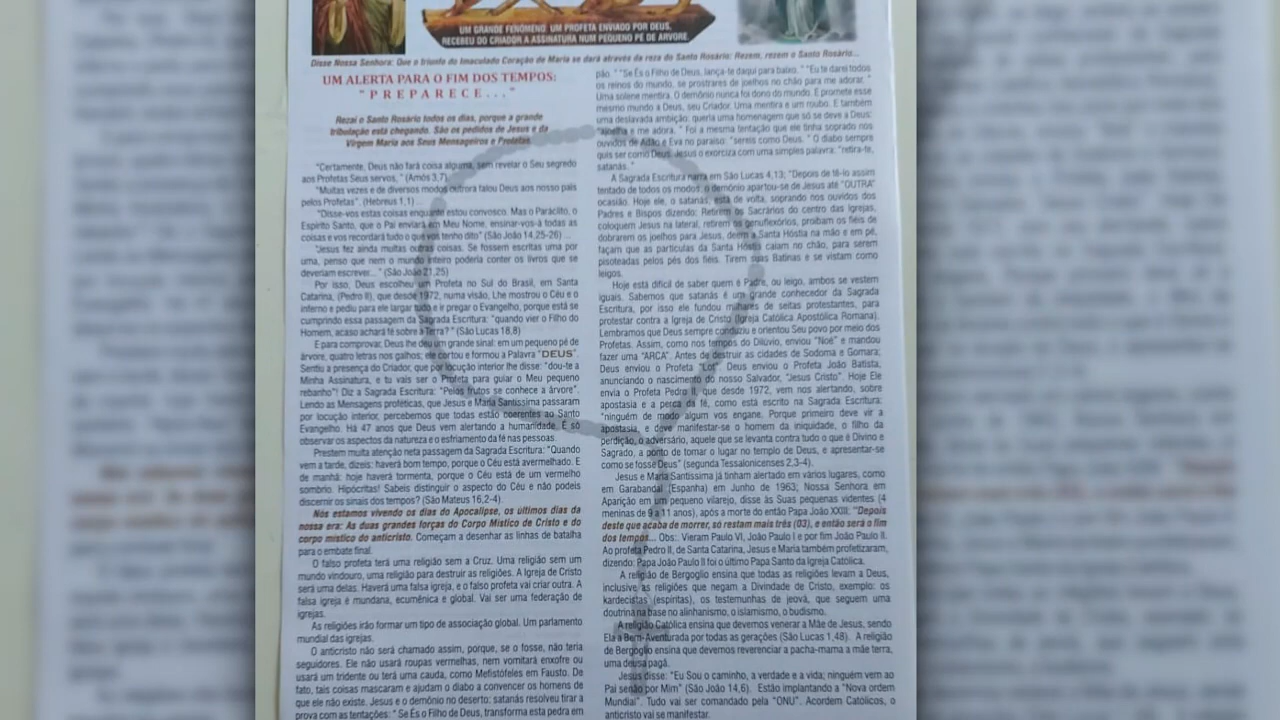 UM GRANDE FENÔMENO: UM PROFETA ENVIADO POR DEUS,
RECEBEU DO CRIADOR A ASSINATURA NUM PEQUENO PÉ DE ÁRVORE.
Disse Nossa Senhora: Que o triunfo do Imaculado Coração de Maria se dará através da reza do Santo Rosário: Rezem, rezem o Santo Rosário...
UM ALERTA PARA O FIM DOS TEMPOS:
"PREPARECE..."
Rezai o Santo Rosário todos os dias, porque a grande
tribulação está chegando. São os pedidos de Jesus e da
Virgem Maria aos Seus Mensageiros e Profetas.
"Certamente, Deus não fará coisa alguma, sem revelar o Seu segredo
aos Profetas Seus servos, " (Amós 3,7)
"Muitas vezes e de diversos modos outrora falou Deus aos nosso pais
pelos Profetas". (Hebreus 1,1) ...
"Disse-vos estas coisas enquanto estou convosco. Mas o Paráclito, o
Espírito Santo, que o Pai enviará em Meu Nome, ensinar-vos-á todas as
coisas e vos recordará tudo o que vos tenho dito" (São João 14,25-26) ...
"Jesus fez ainda muitas outras coisas. Se fossem escritas uma por
uma, penso que nem o mundo inteiro poderia conter os livros que se
deveriam escrever... " (São João 21,25)
Por isso, Deus escolheu um Profeta no Sul do Brasil, em Santa
Catarina, (Pedro II), que desde 1972, numa visão, Lhe mostrou o Céu e o
inferno e pediu para ele largar tudo e ir pregar o Evangelho, porque está se
cumprindo essa passagem da Sagrada Escritura: "quando vier o Filho do
Homem, acaso achará fé sobre a Terra? " (São Lucas 18,8)
E para comprovar, Deus lhe deu um grande sinal: em um pequeno pé de
árvore, quatro letras nos galhos; ele cortou e formou a Palavra "DEUS".
Sentiu a presença do Criador, que por locução interior lhe disse: "dou-te a
Minha Assinatura, e tu vais ser o Profeta para guiar o Meu pequeno
rebanho"! Diz a Sagrada Escritura: "Pelos frutos se conhece a árvore".
Lendo as Mensagens proféticas, que Jesus e Maria Santíssima passaram
por locução interior, percebemos que todas estão coerentes ao Santo
Evangelho. Há 47 anos que Deus vem alertando a humanidade. É só
observar os aspectos da natureza e o esfriamento da fé nas pessoas.
Prestem muita atenção neta passagem da Sagrada Escritura: "Quando
vem a tarde, dizeis: haverá bom tempo, porque o Céu está avermelhado. E
de manhã: hoje haverá tormenta, porque o Céu está de um vermelho
sombrio. Hipócritas! Sabeis distinguir o aspecto do Céu e não podeis
discernir os sinais dos tempos? (São Mateus 16,2-4).
Nós estamos vivendo os dias do Apocalipse, os últimos dias da
nossa era: As duas grandes forças do Corpo Místico de Cristo e do
corpo místico do anticristo. Começam a desenhar as linhas de batalha
para o embate final.
O falso profeta terá uma religião sem a Cruz. Uma religião sem um
mundo vindouro, uma religião para destruir as religiões. A Igreja de Cristo
será uma delas. Haverá uma falsa igreja, e o falso profeta vai criar outra. A
falsa igreja é mundana, ecumênica e global. Vai ser uma federação de
igrejas.
As religiões irão formar um tipo de associação global. Um parlamento
mundial das igrejas.
O anticristo não será chamado assim, porque, se o fosse, não teria
seguidores. Ele não usará roupas vermelhas, nem vomitará enxofre ou
usará um tridente ou terá uma cauda, como Mefistófeles em Fausto. De
fato, tais coisas mascaram e ajudam o diabo a convencer os homens de
que ele não existe. Jesus e o demônio no deserto: satanás resolveu tirar a
prova com as tentações: " Se És o Filho de Deus, transforma esta pedra em
pão. " "Se És o Filho de Deus, lança-te daqui para baixo. " "Eu te darei todos
os reinos do mundo, se prostrares de joelhos no chão para me adorar. "
Uma solene mentira. O demônio nunca foi dono do mundo. E promete esse
mesmo mundo a Deus, seu Criador. Uma mentira e um roubo. E também
uma deslavada ambição: queria uma homenagem que só se deve a Deus:
"ajoelha e me adora. " Foi a mesma tentação que ele tinha soprado nos
ouvidos de Adão e Eva no paraíso: "sereis como Deus. " O diabo sempre
quis ser como Deus. Jesus o exorciza com uma simples palavra: "retira-te,
satanás. "
A Sagrada Escritura narra em São Lucas 4,13; "Depois de tê-lo assim
tentado de todos os modos, o demônio apartou-se de Jesus até "OUTRA"
ocasião. Hoje ele, o satanás, está de volta, soprando nos ouvidos dos
Padres e Bispos dizendo: Retirem os Sacrários do centro das Igrejas,
coloquem Jesus na lateral, retirem os genuflexórios, proíbam os fiéis de
dobrarem os joelhos para Jesus, deem a Santa Hóstia na mão e em pé,
façam que as partículas da Santa Hóstia caiam no chão, para serem
pisoteadas pelos pés dos fiéis. Tirem suas Batinas e se vistam como
leigos.
Hoje está difícil de saber quem é Padre, ou leigo, ambos se vestem
iguais. Sabemos que satanás é um grande conhecedor da Sagrada
Escritura, por isso ele fundou milhares de seitas protestantes, para
protestar contra a Igreja de Cristo (Igreja Católica Apostólica Romana).
Lembramos que Deus sempre conduziu e orientou Seu povo por meio dos
Profetas. Assim, como nos tempos do Dilúvio, enviou "Noé" e mandou
fazer uma "ARCA". Antes de destruir as cidades de Sodoma e Gomara;
Deus enviou o Profeta "Lot". Deus enviou o Profeta João Batista,
anunciando o nascimento do nosso Salvador, "Jesus Cristo". Hoje Ele
envia o Profeta Pedro II, que desde 1972, vem nos alertando, sobre
apostasia e a perca da fé, como está escrito na Sagrada Escritura:
"ninguém de modo algum vos engane. Porque primeiro deve vir a
apostasia, e deve manifestar-se o homem da iniquidade, o filho da
perdição, o adversário, aquele que se levanta contra tudo o que é Divino e
Sagrado, a ponto de tomar o lugar no templo de Deus, e apresentar-se
como se fosse Deus" (segunda Tessalonicenses 2,3-4).
Jesus e Maria Santíssima já tinham alertado em vários lugares, como
em Garabandal (Espanha) em Junho de 1963; Nossa Senhora em
Aparição em um pequeno vilarejo, disse às Suas pequenas videntes (4
meninas de 9 a 11 anos), após a morte do então Papa João XXIII: "Depois
deste que acaba de morrer, só restam mais três (03), e então será o fim
dos tempos... Obs: Vieram Paulo VI, João Paulo I e por fim João Paulo II.
Ao profeta Pedro II, de Santa Catarina, Jesus e Maria também profetizaram,
dizendo: Papa João Paulo II foi o último Papa Santo da Igreja Católica.
A religião de Bergoglio ensina que todas as religiões levam a Deus,
inclusive as religiões que negam a Divindade de Cristo, exemplo: os
kardecistas (espíritas), os testemunhas de jeová, que seguem uma
doutrina na base no alinhanismo, o islamismo, o budismo.
A religião Católica ensina que devemos venerar a Mãe de Jesus, sendo
Ela a Bem-Aventurada por todas as gerações (São Lucas 1,48). A religião
de Bergoglio ensina que devemos reverenciar a pacha-mama a mãe terra,
uma deusa pagã.
Jesus disse: "Eu Sou o caminho, a verdade e a vida; ninguém vem ao
Pai senão por Mim" (São João 14,6). Estão implantando a "Nova ordem
Mundial". Tudo vai ser comandado pela "ONU". Acordem Católicos, o
anticristo vai se manifestar.